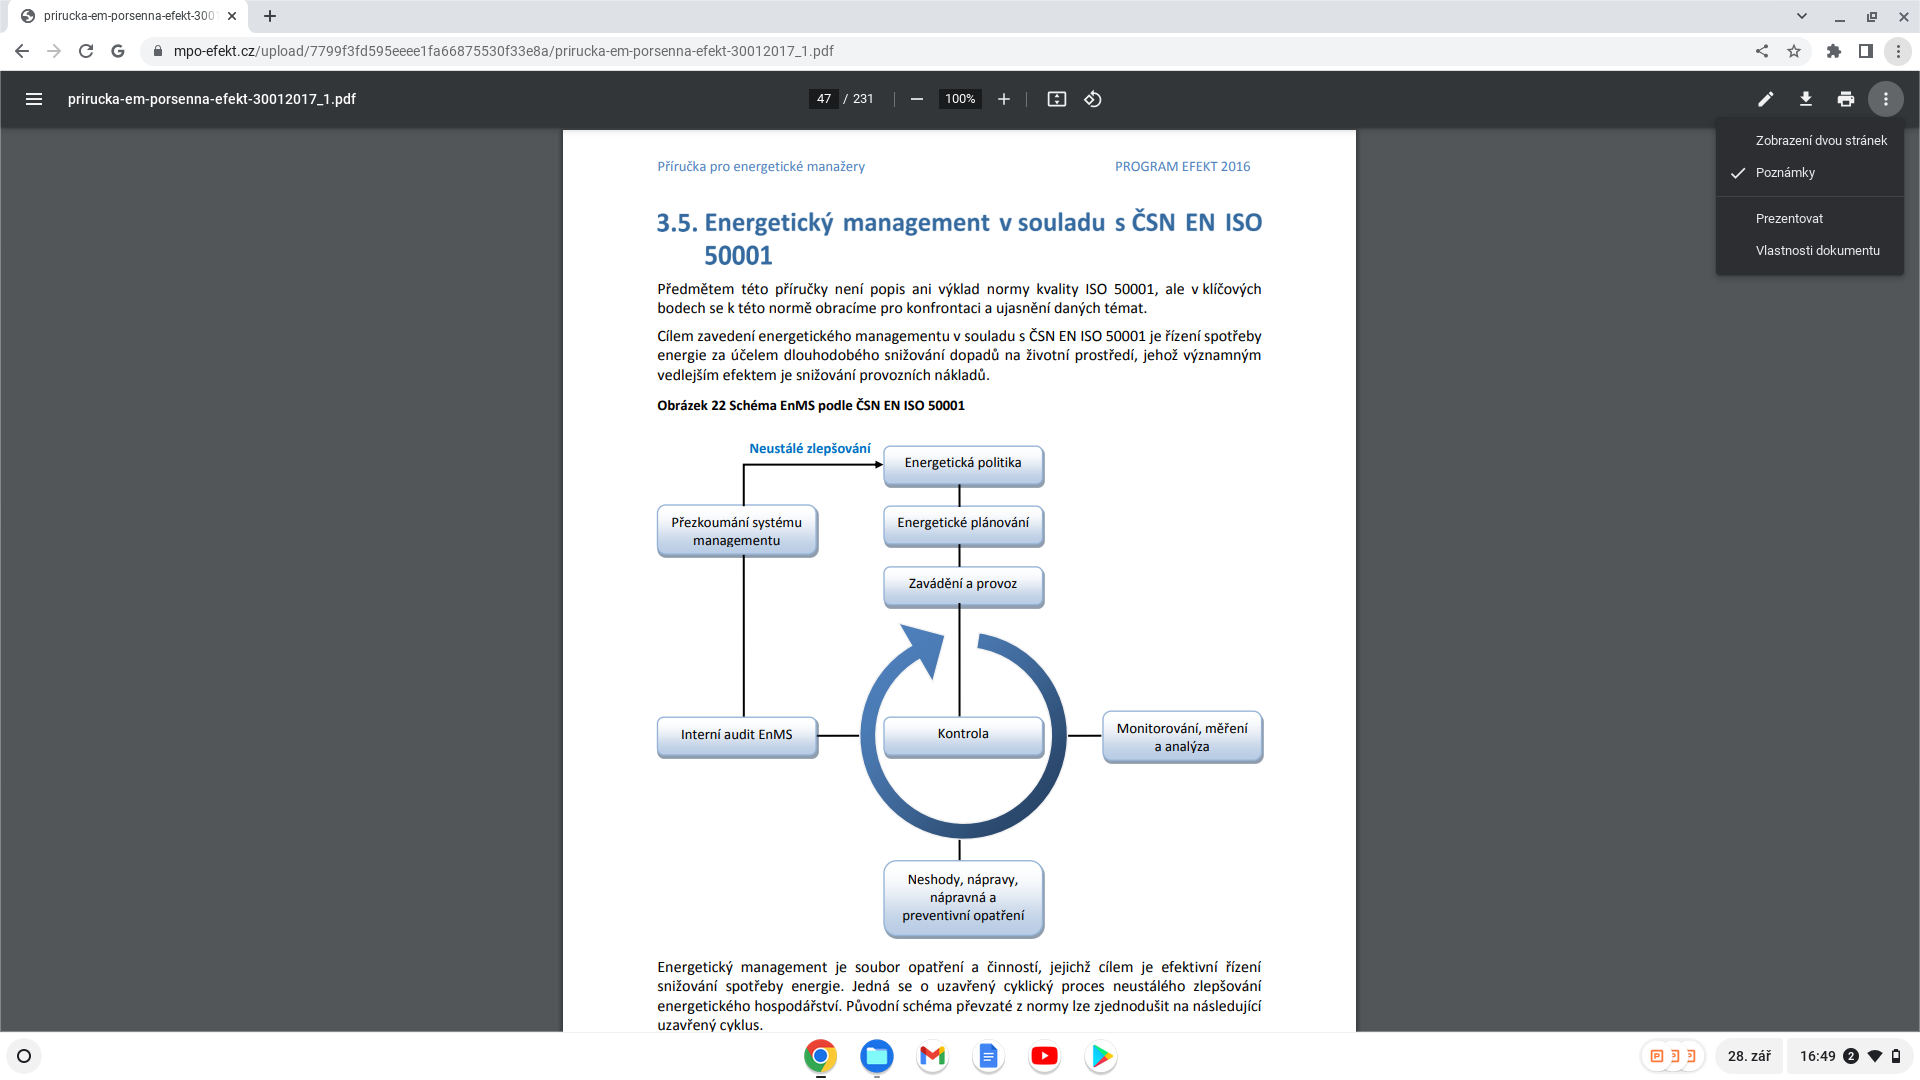 prirucka-em-porsenna-efekt-300
mpo-efekt.cz/upload/7799f3fd595eeee1fa66875530f33e8a/prirucka-em-porsenna-efekt-30012017_1.pdf
prirucka-em-porsenna-efekt-30012017_1.pdf
47 / 231
100%
Zobrazení dvou stránek
Poznámky
Prezentovat
Vlastnosti dokumentu
Příručka pro energetické manažery PROGRAM EFEKT 2016
3.5. Energetický management v souladu s ČSN EN ISO
50001
Předmětem této příručky není popis ani výklad normy kvality ISO 50001, ale v klíčových
bodech se k této normě obracíme pro konfrontaci a ujasnění daných témat.
Cílem zavedení energetického managementu v souladu s ČSN EN ISO 50001 je řízení spotřeby
energie za účelem dlouhodobého snižování dopadů na životní prostředí, jehož významným
vedlejším efektem je snižování provozních nákladů.
Obrázek 22 Schéma EnMS podle ČSN EN ISO 50001
Neustálé zlepšování
Energetická politika
Přezkoumání systému
managementu
Energetické plánování
Zavádění a provoz
Interní audit EnMS
Kontrola
Monitorování, měření
a analýza
Neshody, nápravy,
nápravná a
preventivní opatření
Energetický management je soubor opatření a činností, jejichž cílem je efektivní řízení
snižování spotřeby energie. Jedná se o uzavřený cyklický proces neustálého zlepšování
energetického hospodářství. Původní schéma převzaté z normy lze zjednodušit na následující
uzavřený cyklus.
28. zář
16:49 2